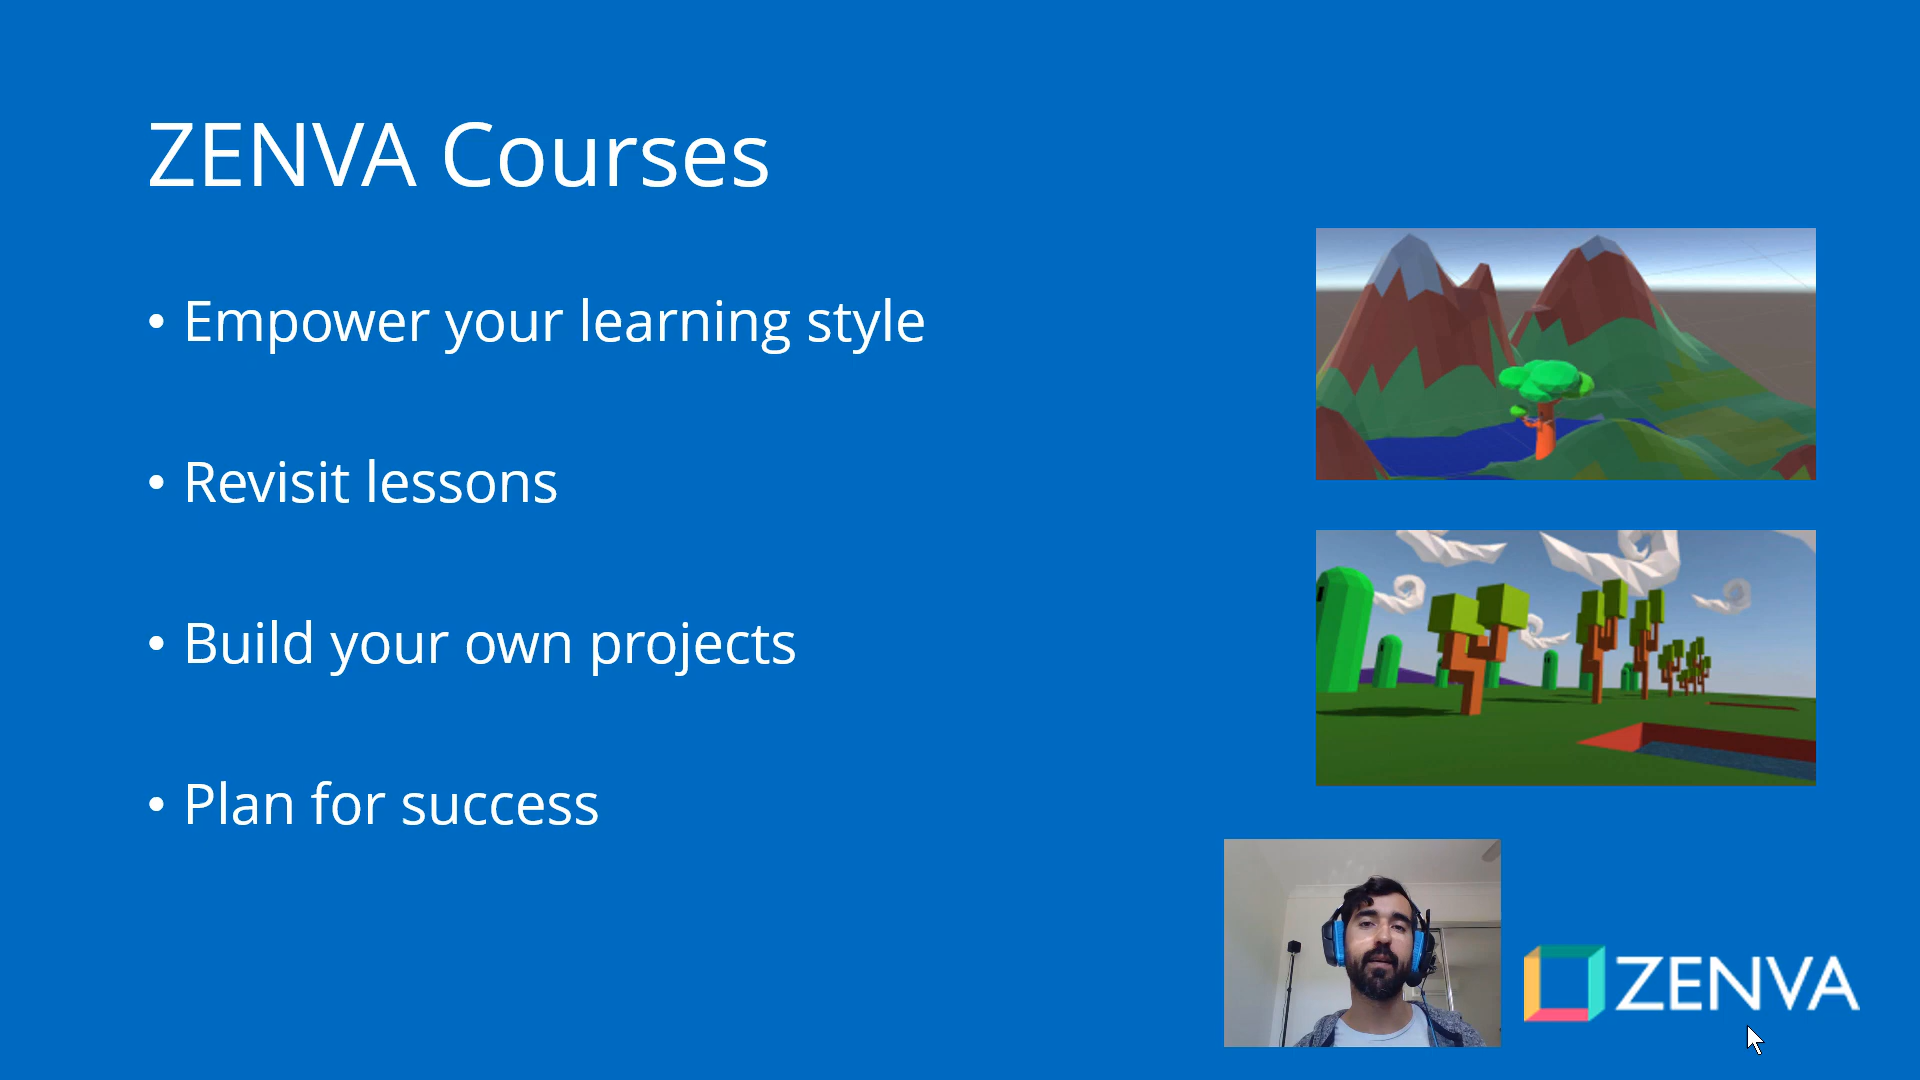 ZENVA Courses
• Empower your learning style
• Revisit lessons
• Build your own projects
• Plan for success
ZENVA